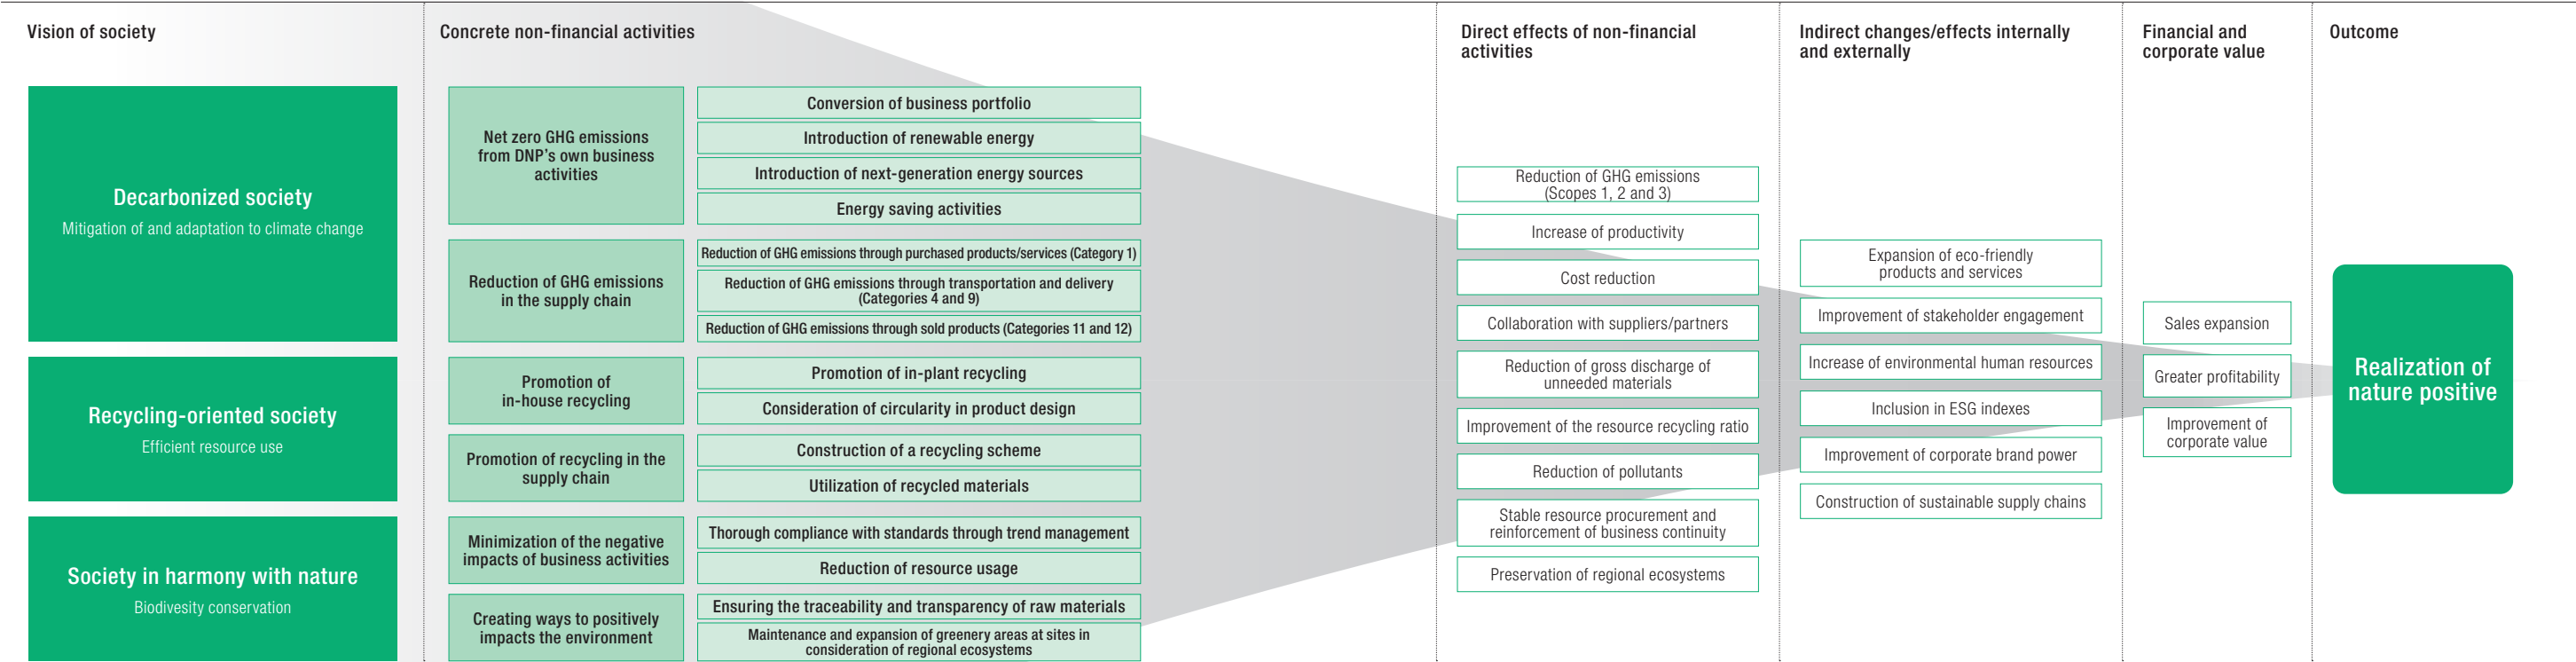 Vision of society
Decarbonized society
Mitigation of and adaptation to climate change
Recycling-oriented society
Efficient resource use
Society in harmony with nature
Biodivesity conservation
Concrete non-financial activities
Net zero GHG emissions
from DNP's own business
activities
Conversion of business portfolio
Introduction of renewable energy
Introduction of next-generation energy sources
Energy saving activities
Reduction of GHG emissions
in the supply chain
Reduction of GHG emissions through purchased products/services (Category 1)
Reduction of GHG emissions through transportation and delivery
(Categories 4 and 9)
Reduction of GHG emissions through sold products (Categories 11 and 12)
Promotion of
in-house recycling
Promotion of in-plant recycling
Consideration of circularity in product design
Promotion of recycling in the
supply chain
Construction of a recycling scheme
Utilization of recycled materials
Minimization of the negative
impacts of business activities
Thorough compliance with standards through trend management
Reduction of resource usage
Creating ways to positively
impacts the environment
Ensuring the traceability and transparency of raw materials
Maintenance and expansion of greenery areas at sites in
consideration of regional ecosystems
Direct effects of non-financial
activities
Reduction of GHG emissions
(Scopes 1, 2 and 3)
Increase of productivity
Cost reduction
Collaboration with suppliers/partners
Reduction of gross discharge of
unneeded materials
Improvement of the resource recycling ratio
Reduction of pollutants
Stable resource procurement and
reinforcement of business continuity
Preservation of regional ecosystems
Indirect changes/effects internally
and externally
Expansion of eco-friendly
products and services
Improvement of stakeholder engagement
Increase of environmental human resources
Inclusion in ESG indexes
Improvement of corporate brand power
Construction of sustainable supply chains
Financial and
corporate value
Sales expansion
Greater profitability
Improvement of
corporate value
Outcome
Realization of
nature positive